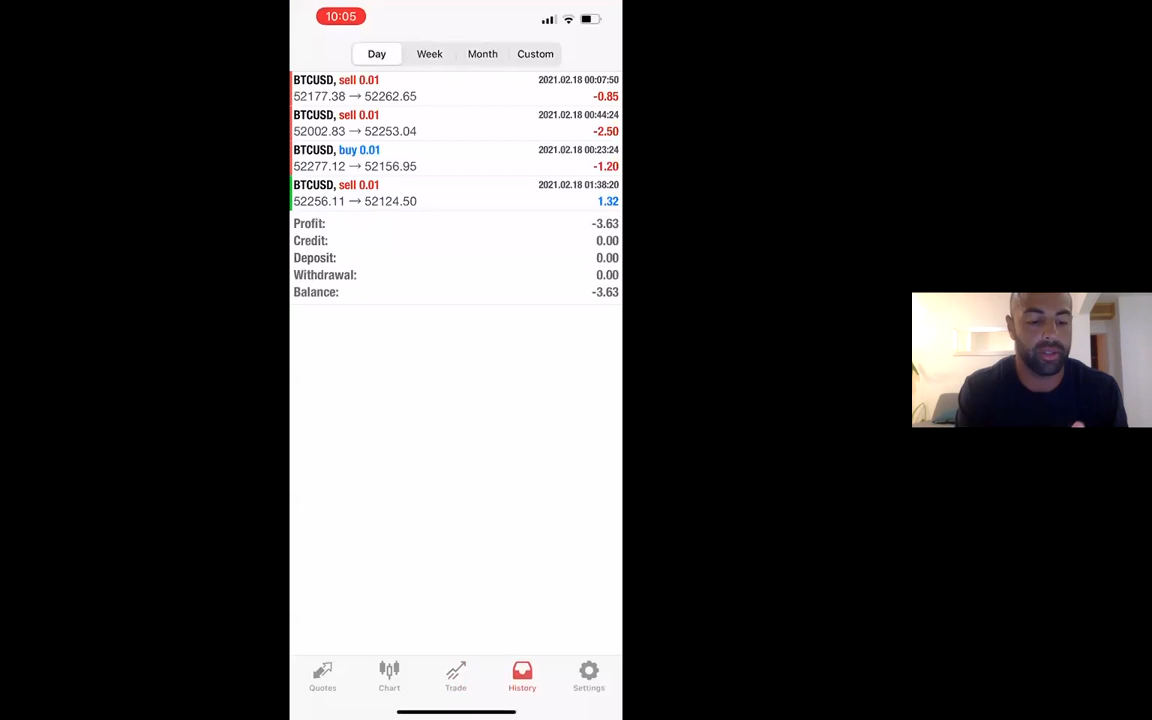 10:05
Day Week Month Custom
BTCUSD, sell 0.01 2021.02.18 00:07:50
52177.38 → 52262.65 -0.85
BTCUSD, sell 0.01 2021.02.18 00:44:24
52002.83 → 52253.04 -2.50
BTCUSD, buy 0.01 2021.02.18 00:23:24
52277.12 → 52156.95 -1.20
BTCUSD, sell 0.01 2021.02.18 01:38:20
52256.11 → 52124.50 1.32
Profit: -3.63
Credit: 0.00
Deposit: 0.00
Withdrawal: 0.00
Balance: -3.63
Quotes Chart Trade History Settings